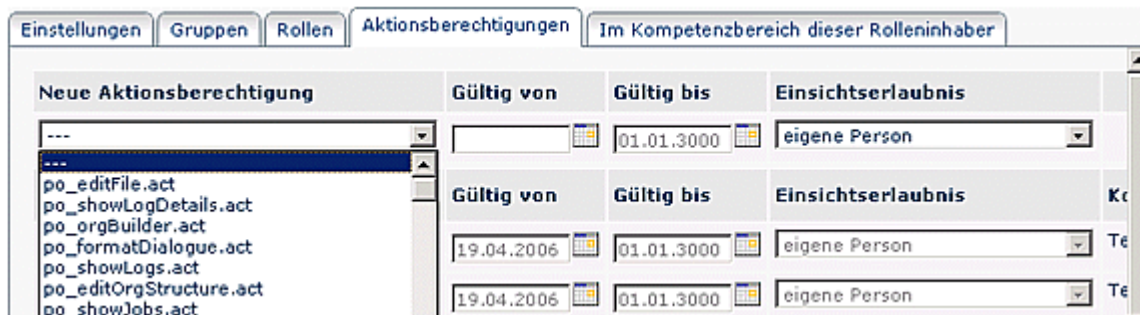 Einstellungen Gruppen Rollen Aktionsberechtigungen Im Kompetenzbereich dieser Rolleninhaber
Neue Aktionsberechtigung Gültig von Gültig bis Einsichtserlaubnis
--- 01.01.3000 eigene Person
---
po_editFile.act
po_showLogDetails.act Gültig von Gültig bis Einsichtserlaubnis
po_orgBuilder.act
po_formatDialogue.act 19.04.2006 01.01.3000 eigene Person Te
po_showLogs.act
po_editOrgStructure.act 19.04.2006 01.01.3000 eigene Person Te
po_showJobs.act